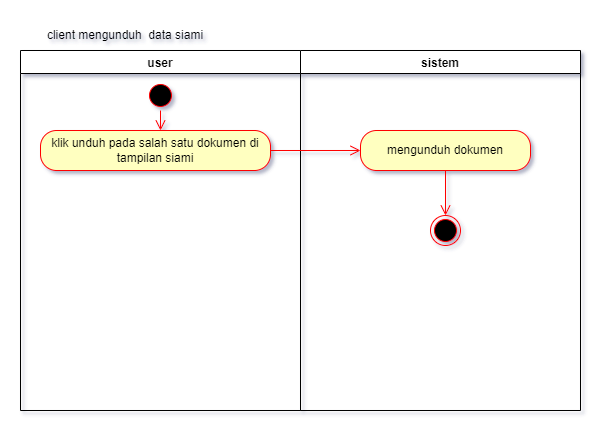 client mengunduh  data siami
user
sistem
klik unduh pada salah satu dokumen di
tampilan siami
mengunduh dokumen